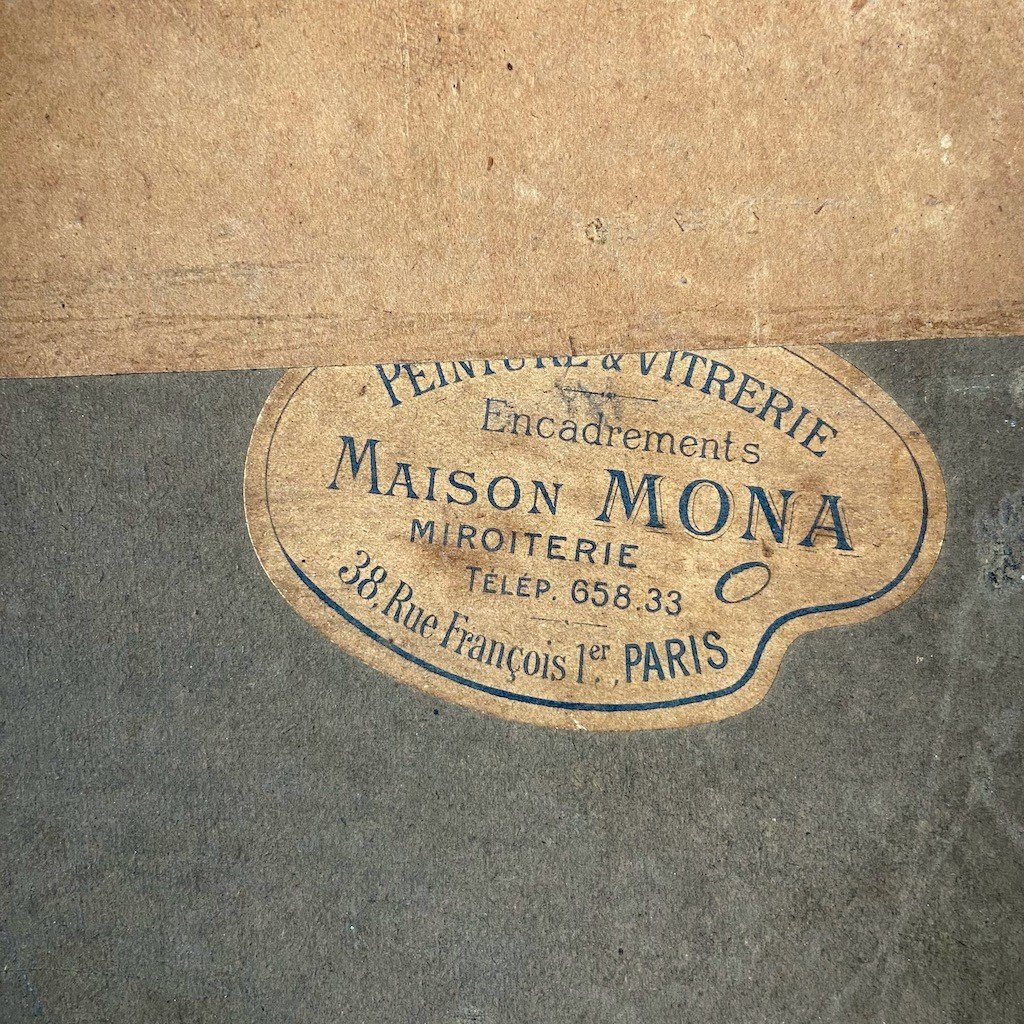 PEINTURE & VITRERIE
Encadrements
MAISON MONA
MIROITERIE
TÉLÉP. 658.33
38, Rue François 1er, PARIS